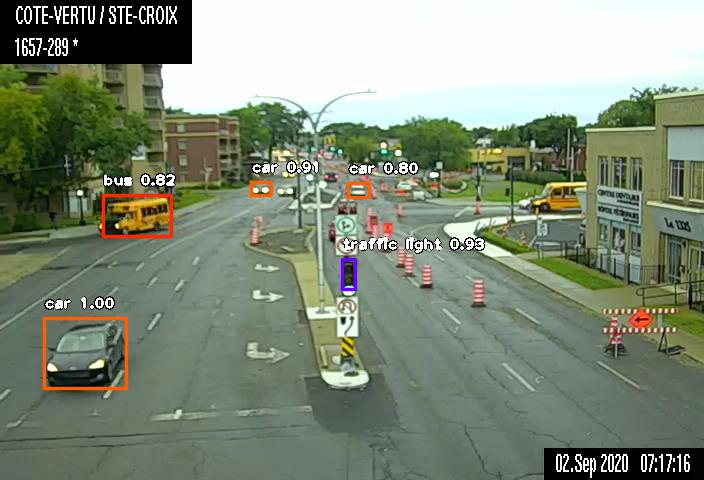 COTE-VERTU / STE-CROIX
1657-289 *
car 0.91
car 0.80
bus 0.82
traffic light 0.93
car 1.00
02.Sep 2020 07:17:16